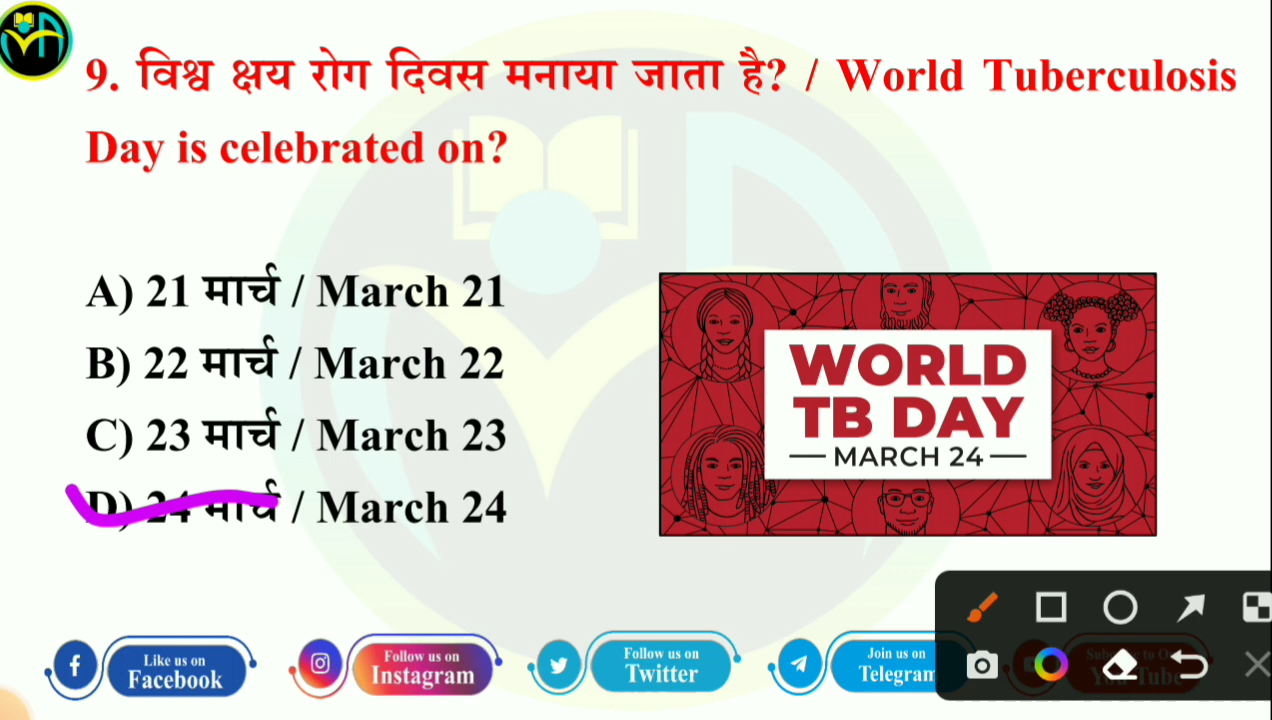 9. विश्व क्षय रोग दिवस मनाया जाता है? / World Tuberculosis
Day is celebrated on?
A) 21 मार्च / March 21
B) 22 मार्च / March 22
C) 23 मार्च / March 23
D) 24 मार्च / March 24
WORLD
TB DAY
MARCH 24
Like us on
Facebook
Follow us on
Instagram
Follow us on
Twitter
Join us on
Telegram